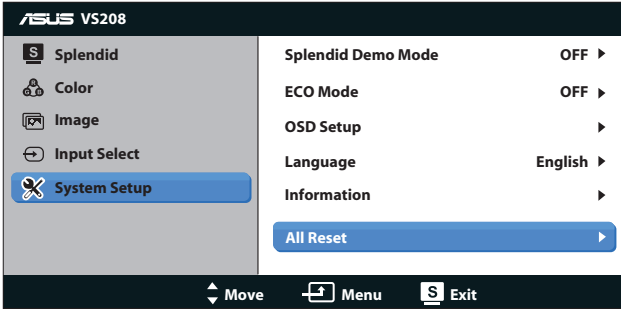 ASUS VS208
S Splendid
Color
Image
Input Select
System Setup
Splendid Demo Mode OFF
ECO Mode OFF
OSD Setup
Language English
Information
All Reset
Move Menu S Exit